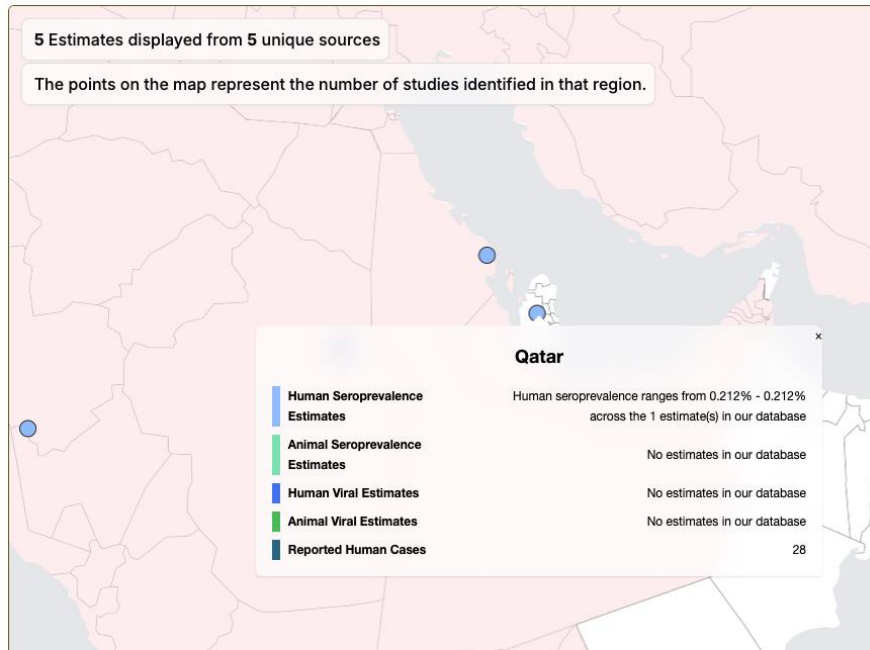 5 Estimates displayed from 5 unique sources
The points on the map represent the number of studies identified in that region.
×
Qatar
Human Seroprevalence
Estimates
Human seroprevalence ranges from 0.212% - 0.212%
across the 1 estimate(s) in our database
Animal Seroprevalence
Estimates
No estimates in our database
Human Viral Estimates
No estimates in our database
Animal Viral Estimates
No estimates in our database
Reported Human Cases
28